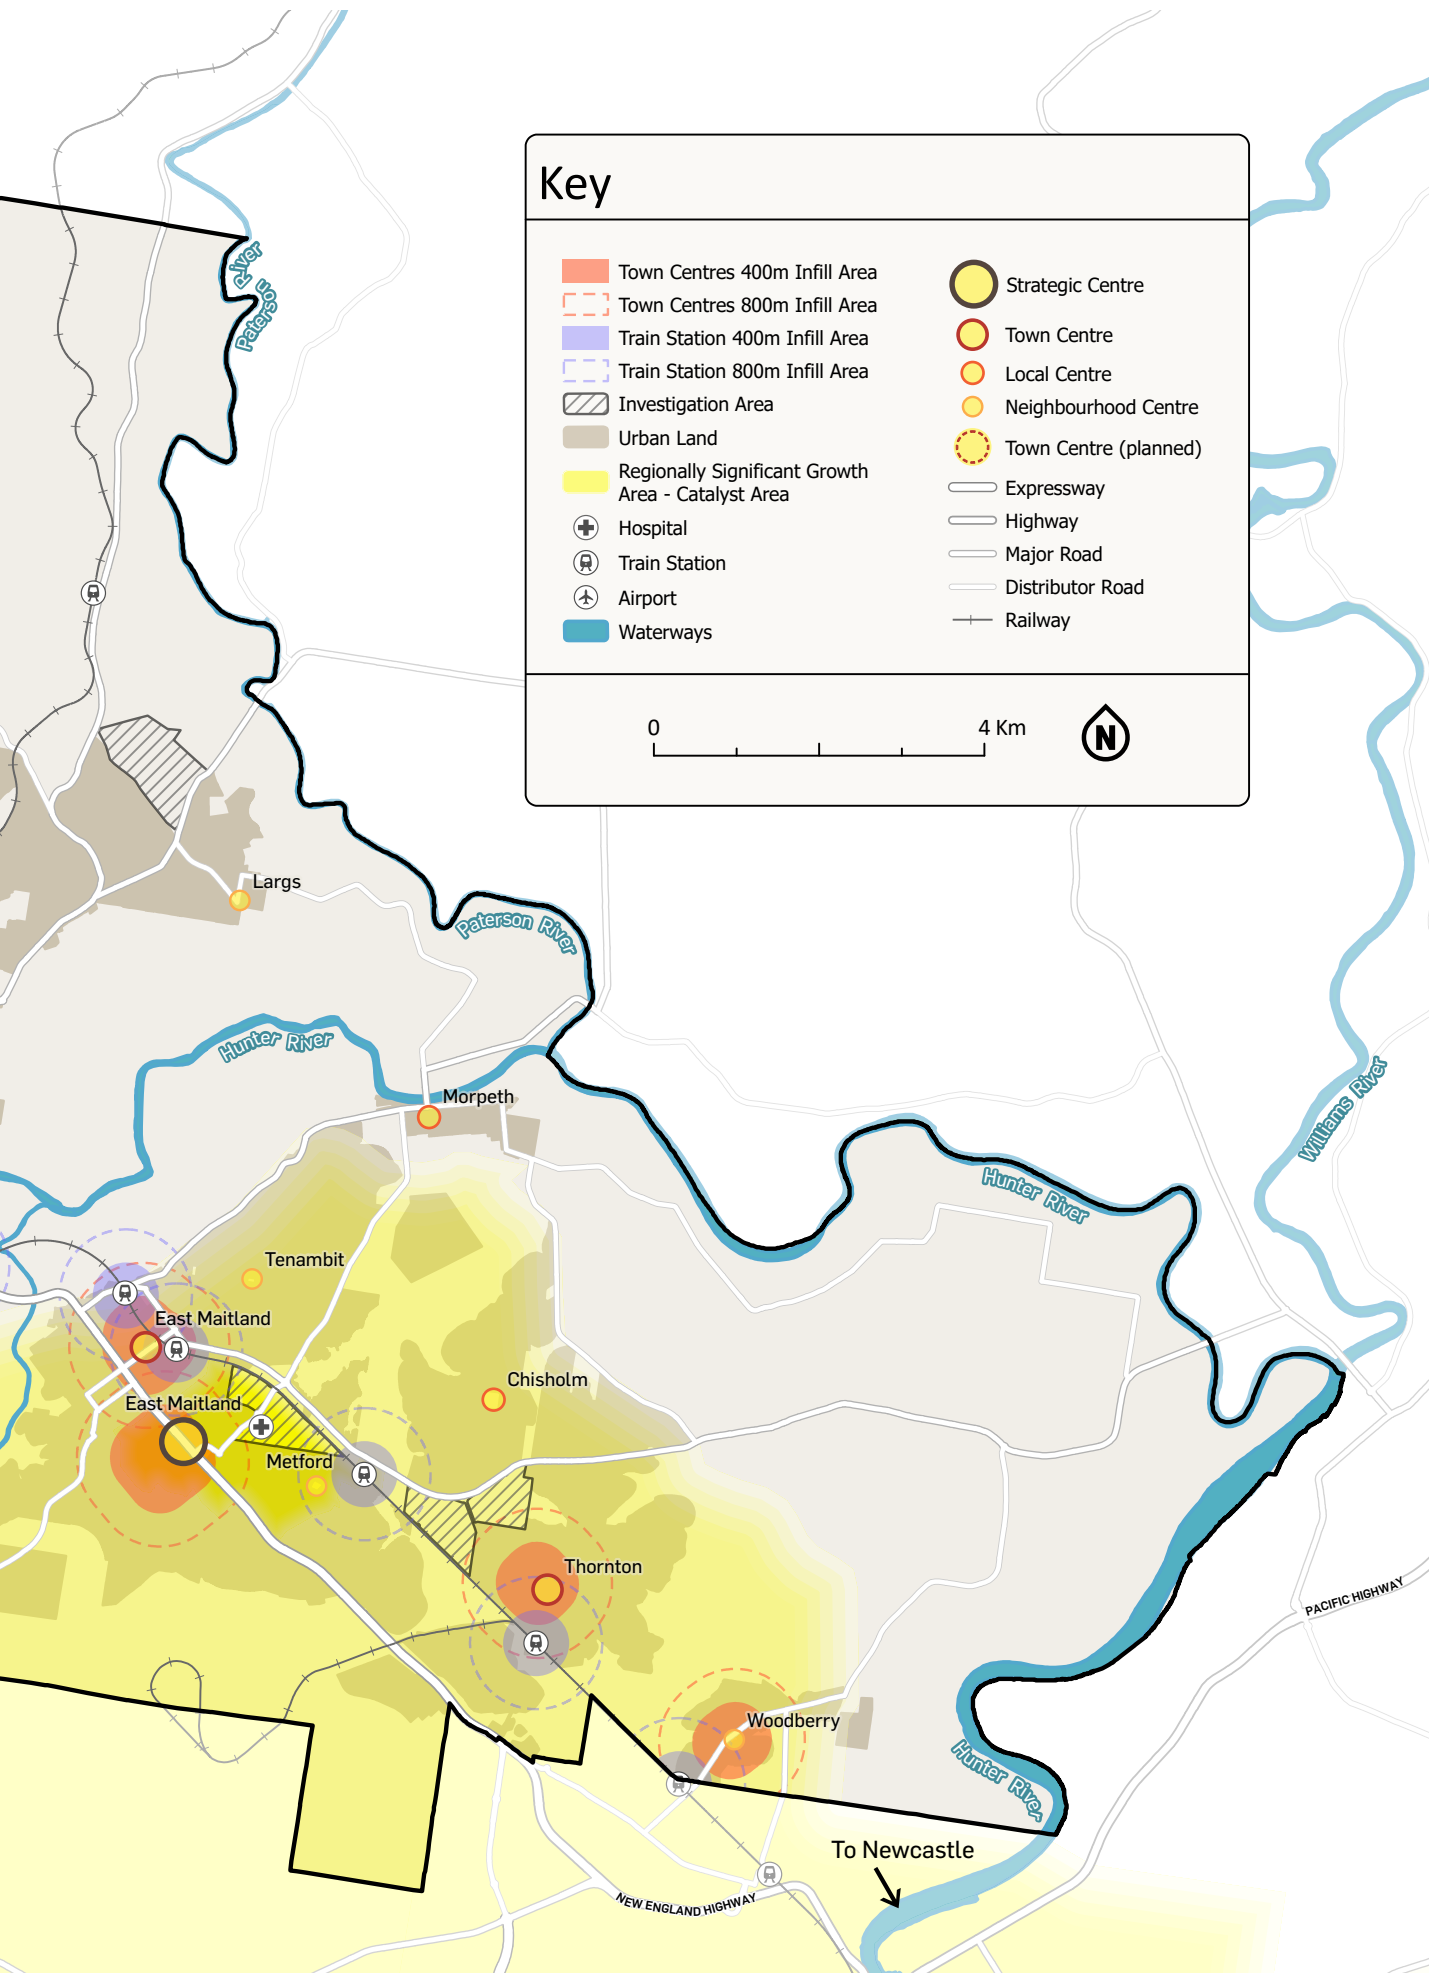 Key
Town Centres 400m Infill Area
Town Centres 800m Infill Area
Train Station 400m Infill Area
Train Station 800m Infill Area
Investigation Area
Urban Land
Regionally Significant Growth
Area - Catalyst Area
Hospital
Train Station
Airport
Waterways
Strategic Centre
Town Centre
Local Centre
Neighbourhood Centre
Town Centre (planned)
Expressway
Highway
Major Road
Distributor Road
Railway
0
4 Km
N
Paterson River
Largs
Paterson River
Hunter River
Morpeth
Williams River
Hunter River
Tenambit
East Maitland
Chisholm
East Maitland
Metford
Thornton
PACIFIC HIGHWAY
Woodberry
Hunter River
To Newcastle
NEW ENGLAND HIGHWAY